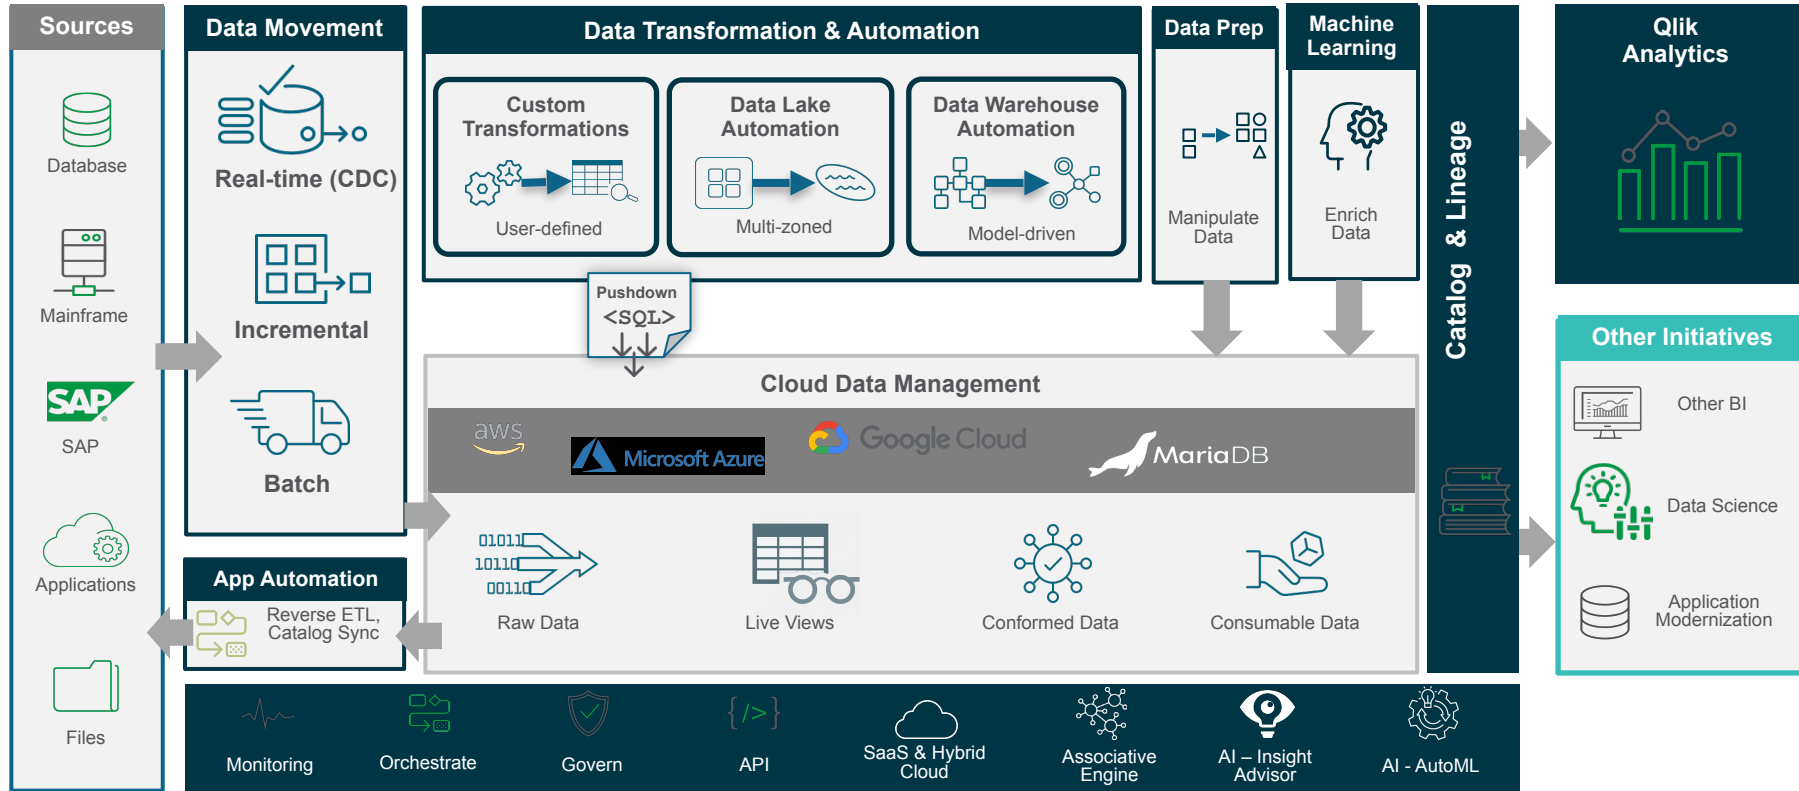 Sources
Database
Mainframe
SAP
SAP
Applications
Files
Data Movement
Real-time (CDC)
Incremental
Batch
App Automation
Reverse ETL,
Catalog Sync
Data Transformation & Automation
Custom
Transformations
User-defined
Data Lake
Automation
Multi-zoned
Data Warehouse
Automation
Model-driven
Pushdown
<SQL>
Data Prep
Manipulate
Data
Machine
Learning
Enrich
Data
Cloud Data Management
aws
Microsoft Azure
Google Cloud
MariaDB
01011
10110
00110
Raw Data
Live Views
Conformed Data
Consumable Data
Catalog & Lineage
Qlik
Analytics
Other Initiatives
Other BI
Data Science
Application
Modernization
Monitoring
Orchestrate
Govern
{/>}
API
SaaS & Hybrid
Cloud
Associative
Engine
AI – Insight
Advisor
AI - AutoML